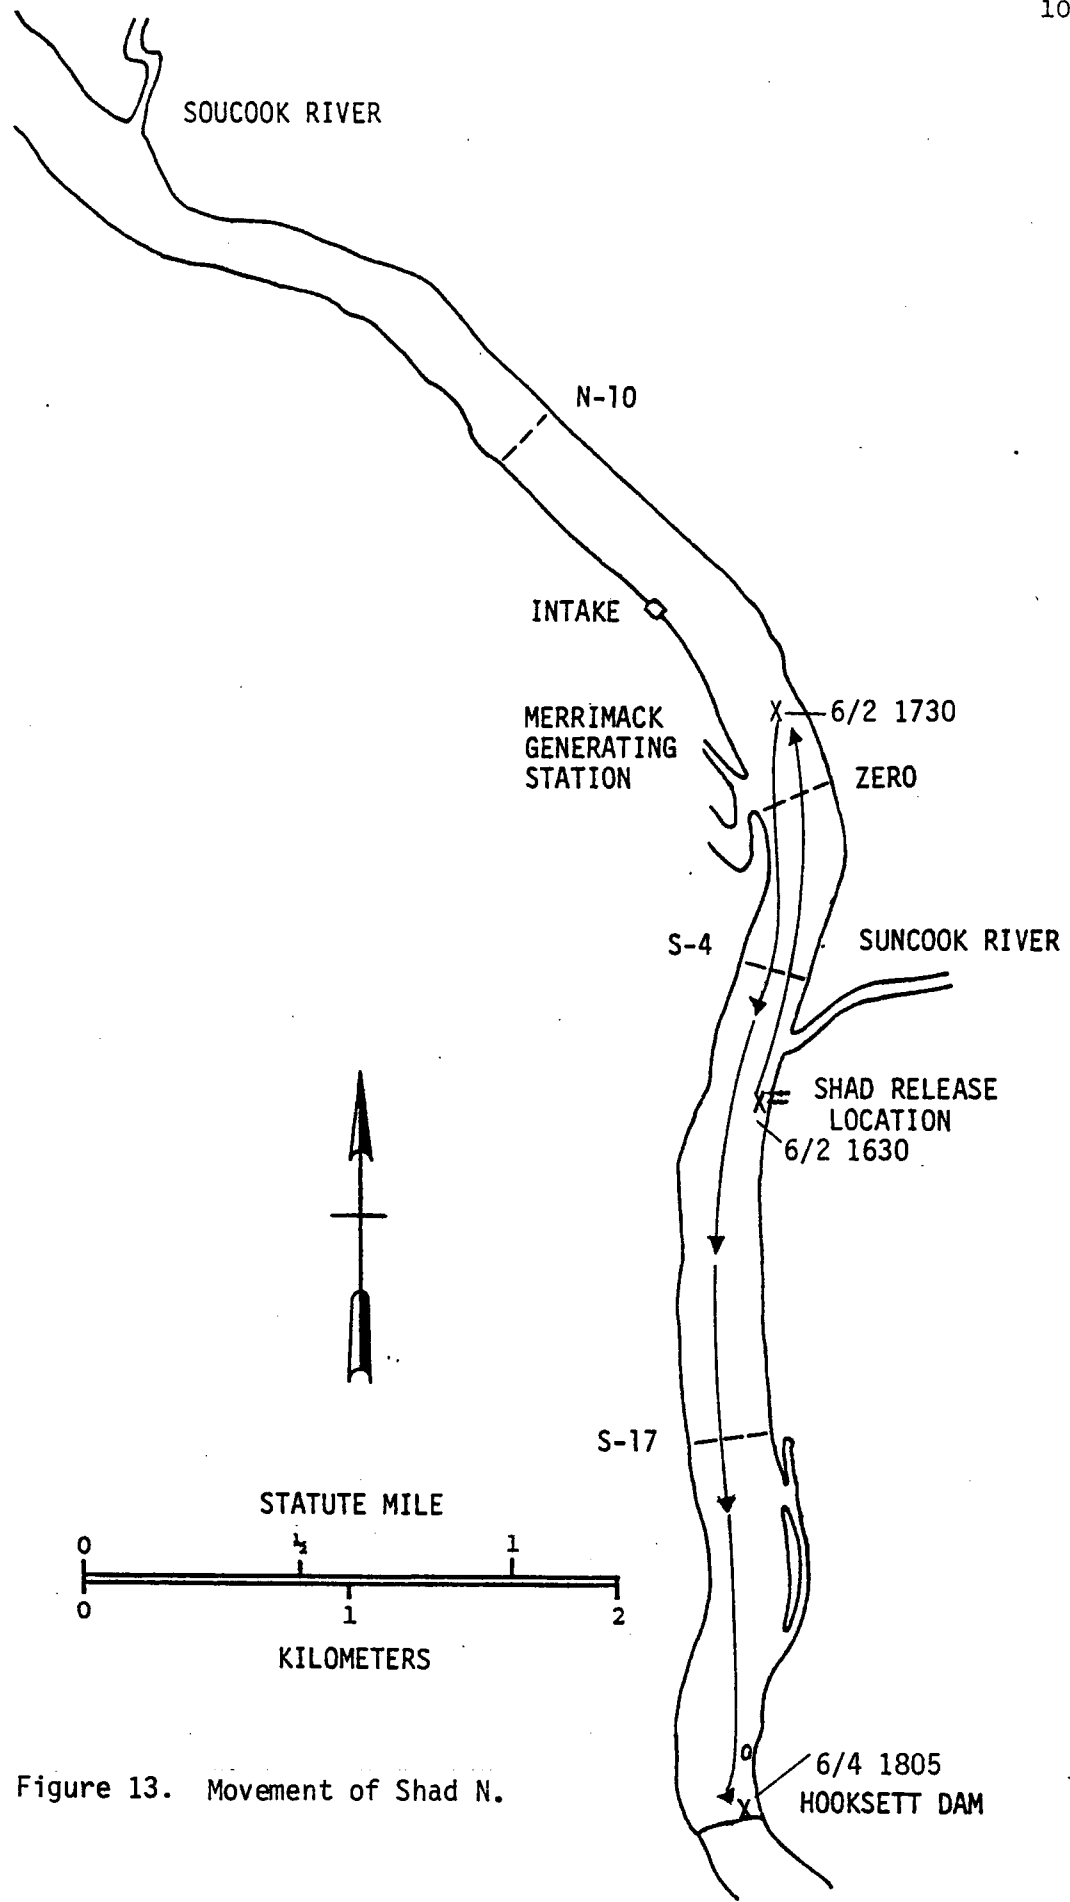 10
SOUCOOK RIVER
N-10
INTAKE
6/2 1730
MERRIMACK
GENERATING
STATION
ZERO
S-4
SUNCOOK RIVER
SHAD RELEASE
LOCATION
6/2 1630
S-17
STATUTE MILE
0 ½ 1
0 1 2
KILOMETERS
6/4 1805
HOOKSETT DAM
Figure 13. Movement of Shad N.